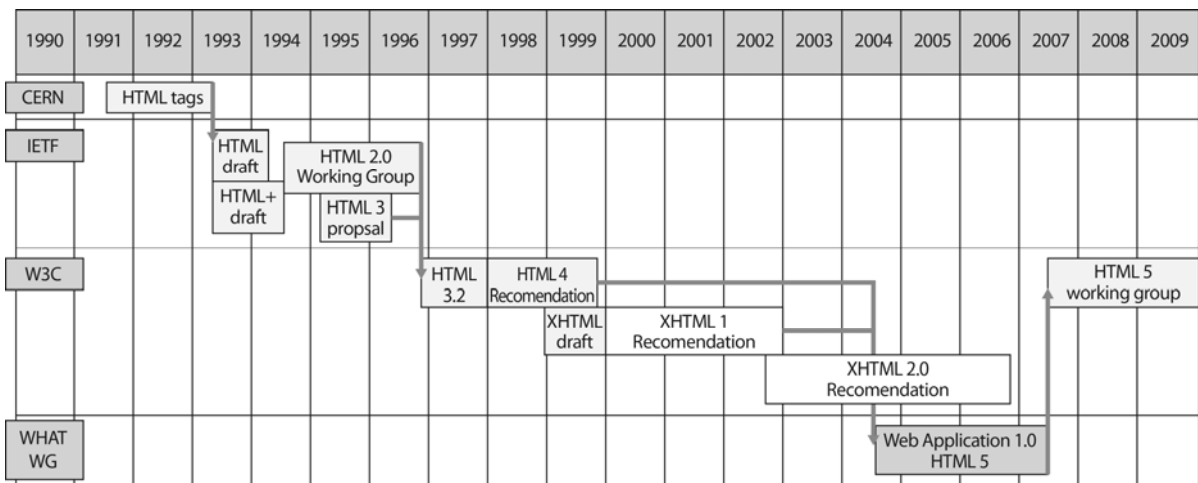 1990 1991 1992 1993 1994 1995 1996 1997 1998 1999 2000 2001 2002 2003 2004 2005 2006 2007 2008 2009
CERN
HTML tags
IETF
HTML
draft
HTML 2.0
Working Group
HTML+
draft
HTML 3
propsal
W3C
HTML
3.2
HTML 4
Recomendation
HTML 5
working group
XHTML
draft
XHTML 1
Recomendation
XHTML 2.0
Recomendation
WHAT
WG
Web Application 1.0
HTML 5